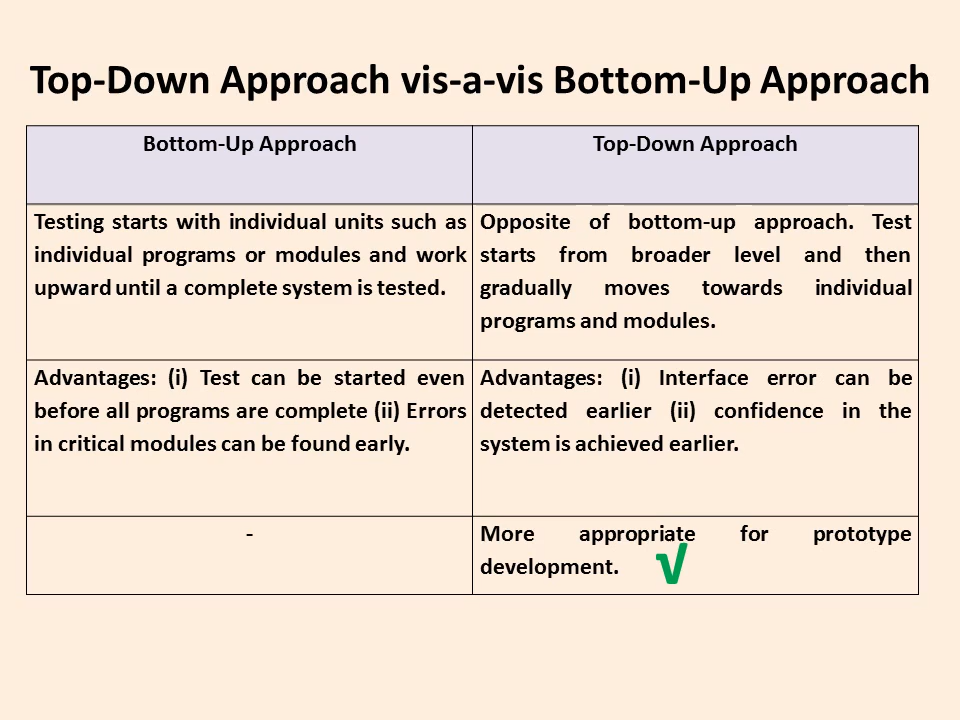 Top-Down Approach vis-a-vis Bottom-Up Approach
Bottom-Up Approach
Top-Down Approach
Testing starts with individual units such as
individual programs or modules and work
upward until a complete system is tested.
Opposite of bottom-up approach. Test
starts from broader level and then
gradually moves towards individual
programs and modules.
Advantages: (i) Test can be started even
before all programs are complete (ii) Errors
in critical modules can be found early.
Advantages: (i) Interface error can be
detected earlier (ii) confidence in the
system is achieved earlier.
-
More appropriate for prototype
development. √